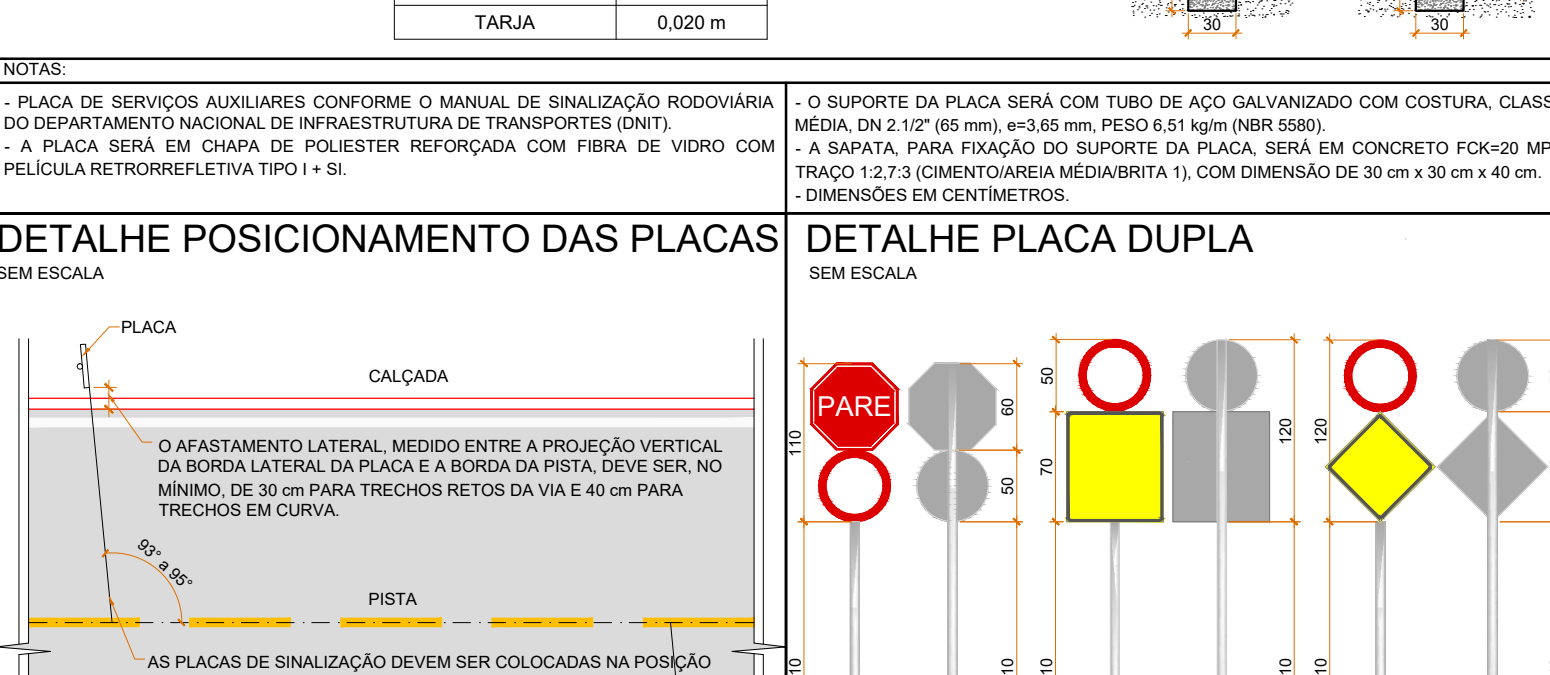 TARJA 0,020 m
30 30
NOTAS:
- PLACA DE SERVIÇOS AUXILIARES CONFORME O MANUAL DE SINALIZAÇÃO RODOVIÁRIA
DO DEPARTAMENTO NACIONAL DE INFRAESTRUTURA DE TRANSPORTES (DNIT).
- A PLACA SERÁ EM CHAPA DE POLIESTER REFORÇADA COM FIBRA DE VIDRO COM
PELÍCULA RETRORREFLETIVA TIPO I + SI.
- O SUPORTE DA PLACA SERÁ COM TUBO DE AÇO GALVANIZADO COM COSTURA, CLASS
MÉDIA, DN 2.1/2" (65 mm), e=3,65 mm, PESO 6,51 kg/m (NBR 5580).
- A SAPATA, PARA FIXAÇÃO DO SUPORTE DA PLACA, SERÁ EM CONCRETO FCK=20 MP
TRAÇO 1:2,7:3 (CIMENTO/AREIA MÉDIA/BRITA 1), COM DIMENSÃO DE 30 cm x 30 cm x 40 cm.
- DIMENSÕES EM CENTÍMETROS.
DETALHE POSICIONAMENTO DAS PLACAS
SEM ESCALA
PLACA
CALÇADA
O AFASTAMENTO LATERAL, MEDIDO ENTRE A PROJEÇÃO VERTICAL
DA BORDA LATERAL DA PLACA E A BORDA DA PISTA, DEVE SER, NO
MÍNIMO, DE 30 cm PARA TRECHOS RETOS DA VIA E 40 cm PARA
TRECHOS EM CURVA.
93°
a 95°
PISTA
AS PLACAS DE SINALIZAÇÃO DEVEM SER COLOCADAS NA POSIÇÃO
DETALHE PLACA DUPLA
SEM ESCALA
PARE
110
60
50
50
70
120
120
10
10
10
10
10